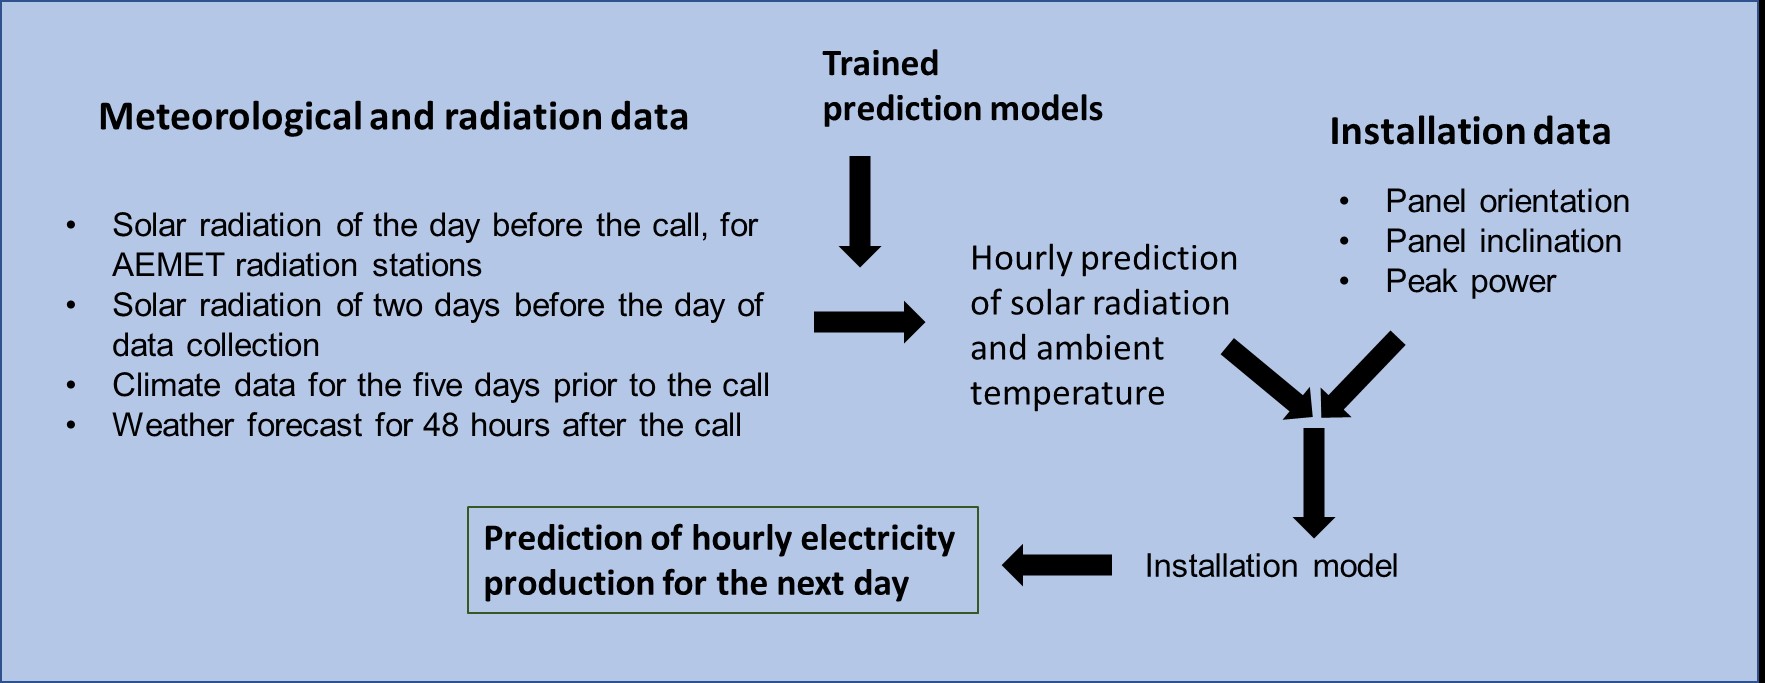 Meteorological and radiation data
• Solar radiation of the day before the call, for
AEMET radiation stations
• Solar radiation of two days before the day of
data collection
• Climate data for the five days prior to the call
• Weather forecast for 48 hours after the call
Trained
prediction models
Hourly prediction
of solar radiation
and ambient
temperature
Installation data
• Panel orientation
• Panel inclination
• Peak power
Installation model
Prediction of hourly electricity
production for the next day